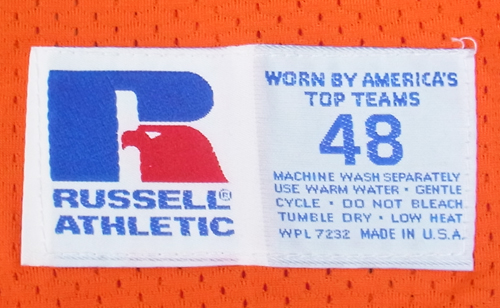 RUSSELL®
ATHLETIC
WORN BY AMERICA'S
TOP TEAMS
48
MACHINE WASH SEPARATELY
USE WARM WATER • GENTLE
CYCLE • DO NOT BLEACH
TUMBLE DRY • LOW HEAT
WPL 7232 MADE IN U.S.A.